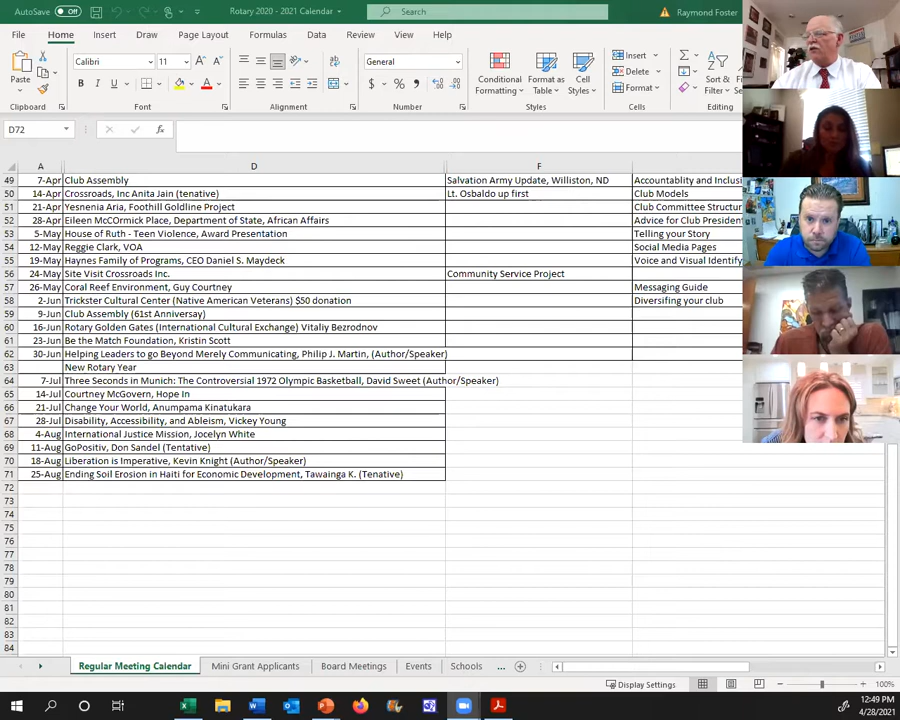 AutoSave Off Rotary 2020 - 2021 Calendar Search Raymond Foster
File Home Insert Draw Page Layout Formulas Data Review View Help
Calibri 11 A A ab General Insert
Paste B I U A $ % Conditional Formatting Format as Table Cell Styles Delete Format Sort & Filter
Clipboard Font Alignment Number Styles Cells Editing
D72 fx
A D F
49 7-Apr Club Assembly Salvation Army Update, Williston, ND Accountability and Inclusi
50 14-Apr Crossroads, Inc Anita Jain (tenative) Lt. Osbaldo up first Club Models
51 21-Apr Yesnenia Aria, Foothill Goldline Project Club Committee Structur
52 28-Apr Eileen McCormick Place, Department of State, African Affairs Advice for Club President
53 5-May House of Ruth - Teen Violence, Award Presentation Telling your Story
54 12-May Reggie Clark, VOA Social Media Pages
55 19-May Haynes Family of Programs, CEO Daniel S. Maydeck Voice and Visual Identify
56 24-May Site Visit Crossroads Inc. Community Service Project
57 26-May Coral Reef Environment, Guy Courtney Messaging Guide
58 2-Jun Trickster Cultural Center (Native American Veterans) $50 donation Diversifing your club
59 9-Jun Club Assembly (61st Anniversay)
60 16-Jun Rotary Golden Gates (International Cultural Exchange) Vitaliy Bezrodnov
61 23-Jun Be the Match Foundation, Kristin Scott
62 30-Jun Helping Leaders to go Beyond Merely Communicating, Philip J. Martin, (Author/Speaker)
63 New Rotary Year
64 7-Jul Three Seconds in Munich: The Controversial 1972 Olympic Basketball, David Sweet (Author/Speaker)
65 14-Jul Courtney McGovern, Hope In
66 21-Jul Change Your World, Anumpama Kinatukara
67 28-Jul Disability, Accessibility, and Ableism, Vickey Young
68 4-Aug International Justice Mission, Jocelyn White
69 11-Aug GoPositiv, Don Sandel (Tentative)
70 18-Aug Liberation is Imperative, Kevin Knight (Author/Speaker)
71 25-Aug Ending Soil Erosion in Haiti for Economic Development, Tawainga K. (Tenative)
72
73
74
75
76
77
78
79
80
81
82
83
84
Regular Meeting Calendar Mini Grant Applicants Board Meetings Events Schools ...
Display Settings 100%
12:49 PM
4/28/2021